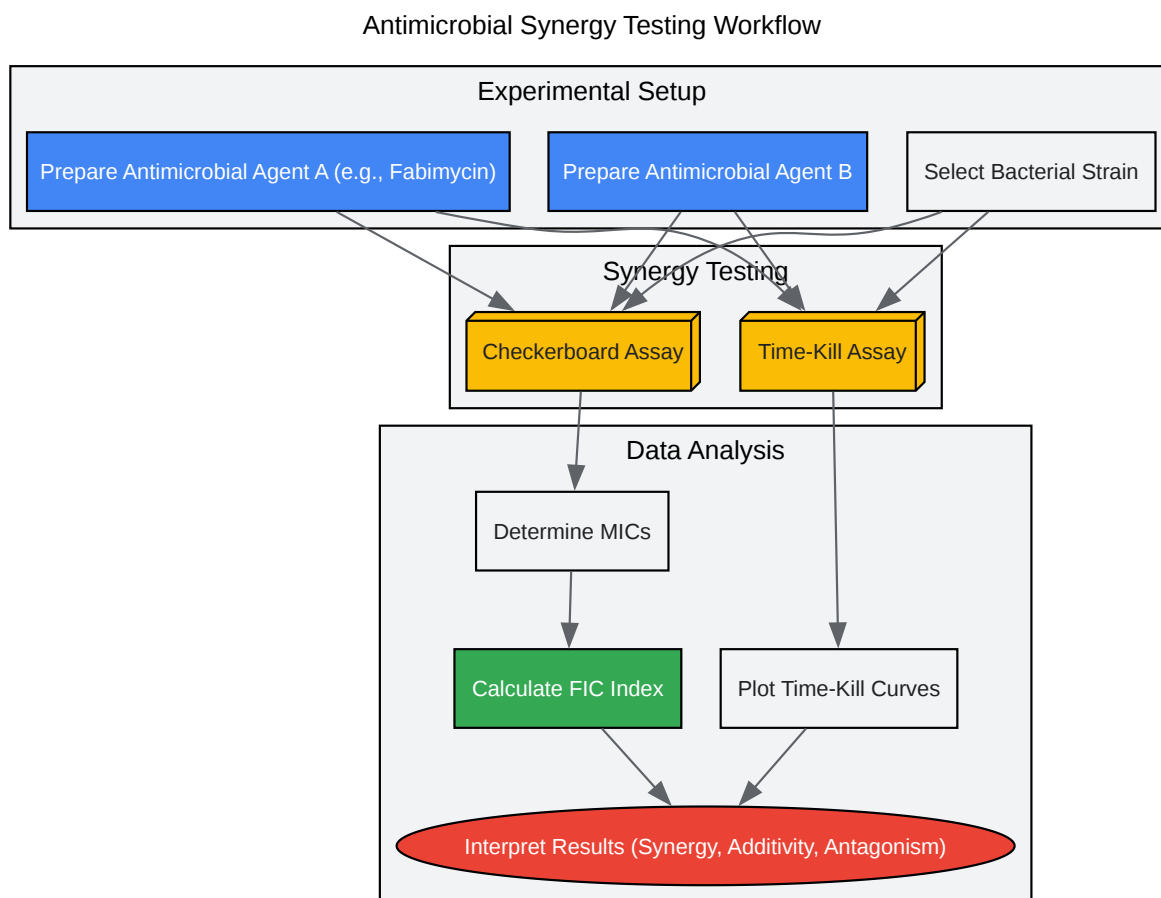 Antimicrobial Synergy Testing Workflow
Experimental Setup
Prepare Antimicrobial Agent A (e.g., Fabimycin)
Prepare Antimicrobial Agent B
Select Bacterial Strain
Synergy Testing
Checkerboard Assay
Time-Kill Assay
Data Analysis
Determine MICs
Calculate FIC Index
Plot Time-Kill Curves
Interpret Results (Synergy, Additivity, Antagonism)